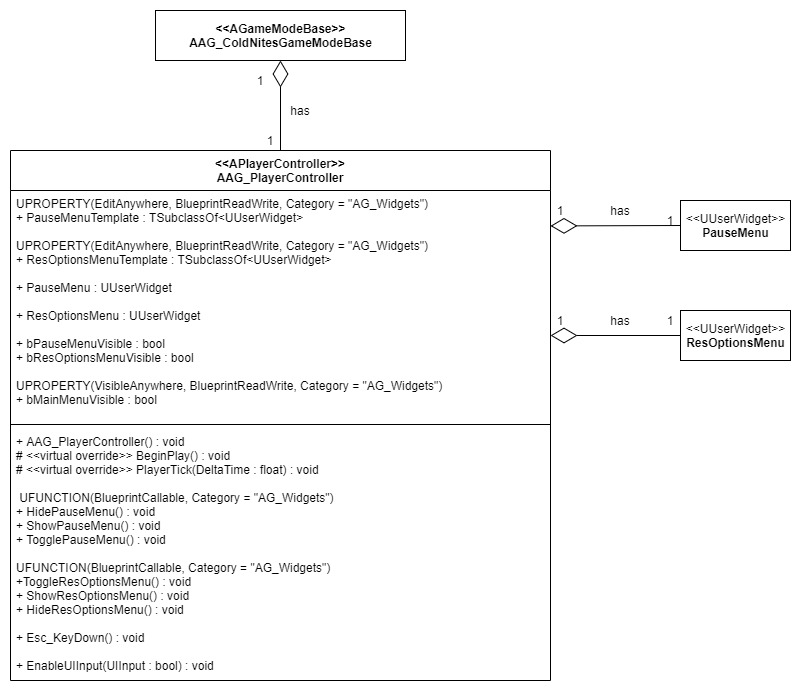 <<AGameModeBase>>
AAG_ColdNitesGameModeBase
1
has
1
<<APlayerController>>
AAG_PlayerController
UPROPERTY(EditAnywhere, BlueprintReadWrite, Category = "AG_Widgets")
+ PauseMenuTemplate : TSubclassOf<UUserWidget>
UPROPERTY(EditAnywhere, BlueprintReadWrite, Category = "AG_Widgets")
+ ResOptionsMenuTemplate : TSubclassOf<UUserWidget>
+ PauseMenu : UUserWidget
+ ResOptionsMenu : UUserWidget
+ bPauseMenuVisible : bool
+ bResOptionsMenuVisible : bool
UPROPERTY(VisibleAnywhere, BlueprintReadWrite, Category = "AG_Widgets")
+ bMainMenuVisible : bool
+ AAG_PlayerController() : void
# <<virtual override>> BeginPlay() : void
# <<virtual override>> PlayerTick(DeltaTime : float) : void
UFUNCTION(BlueprintCallable, Category = "AG_Widgets")
+ HidePauseMenu() : void
+ ShowPauseMenu() : void
+ TogglePauseMenu() : void
UFUNCTION(BlueprintCallable, Category = "AG_Widgets")
+ToggleResOptionsMenu() : void
+ ShowResOptionsMenu() : void
+ HideResOptionsMenu() : void
+ Esc_KeyDown() : void
+ EnableUIInput(UIInput : bool) : void
1
has
1
<<UUserWidget>>
PauseMenu
1
has
1
<<UUserWidget>>
ResOptionsMenu